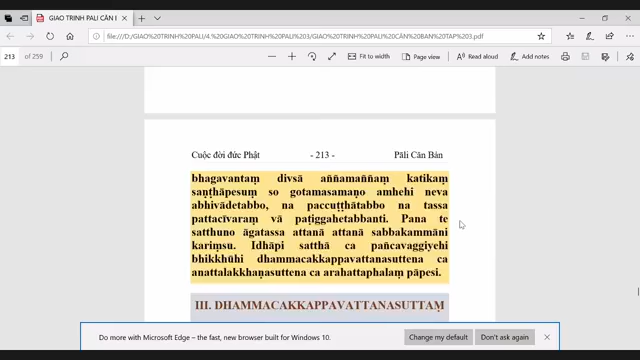 GIAO TRINH PALI CĂN I
file:///D:/GIAO%20TRINH%20PALI/4.%20GIAO%20TRINH%20PALI%203/GIAO%20TRINH%20PALI%20CĂN%20BAN%20TAP%203.pdf
213 of 259 Fit to width Page view Read aloud Add notes
Cuộc đời đức Phật - 213 - Pāli Căn Bản
bhagavantaṃ divsā aññamaññaṃ katikaṃ
saṇṭhāpesuṃ so gotamasamaṇo amhehi neva
abhivādetabbo, na paccuṭṭhātabbo na tassa
pattacīvaraṃ vā paṭiggahetabbanti. Pana te
satthuno āgatassa attanā attanā sabbakammāni
kariṃsu. Idhāpi satthā ca pañcavaggiyehi
bhikkhūhi dhammacakkappavattanasuttena ca
anattalakkhaṇasuttena ca arahattaphalaṃ pāpesi.
III. DHAMMACAKKAPPAVATTANASUTTAṂ
Do more with Microsoft Edge – the fast, new browser built for Windows 10. Change my default Don't ask again